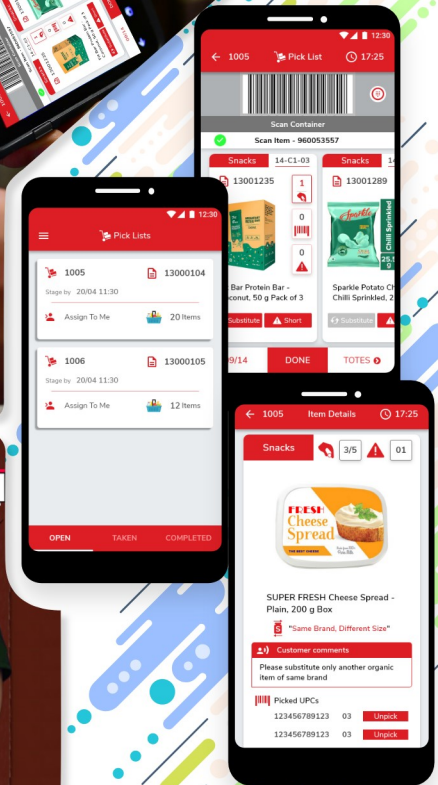 12:30
1005 Pick List 17:25
Scan Container
Scan Item - 960053557
Snacks 14-C1-03
13001235
1
0
0
Bar Protein Bar -
50 g Pack of 3
Substitute Short
Snacks
13001289
Sparkle
Chilli Sprinkled
Sparkle Potato
Chilli Sprinkled,
Substitute
/14 DONE TOTES
12:30
Pick Lists
1005 13000104
Stage by 20/04 11:30
Assign To Me 20 Items
1006 13000105
Stage by 20/04 11:30
Assign To Me 12 Items
OPEN TAKEN COMPLETED
1005 Item Details 17:25
Snacks 3/5 01
FRESH
Cheese
Spread
THE BEST CHEESE
SUPER FRESH Cheese Spread -
Plain, 200 g Box
S "Same Brand, Different Size"
Customer comments
Please substitute only another organic
item of same brand
Picked UPCs
123456789123 03 Unpick
123456789123 03 Unpick